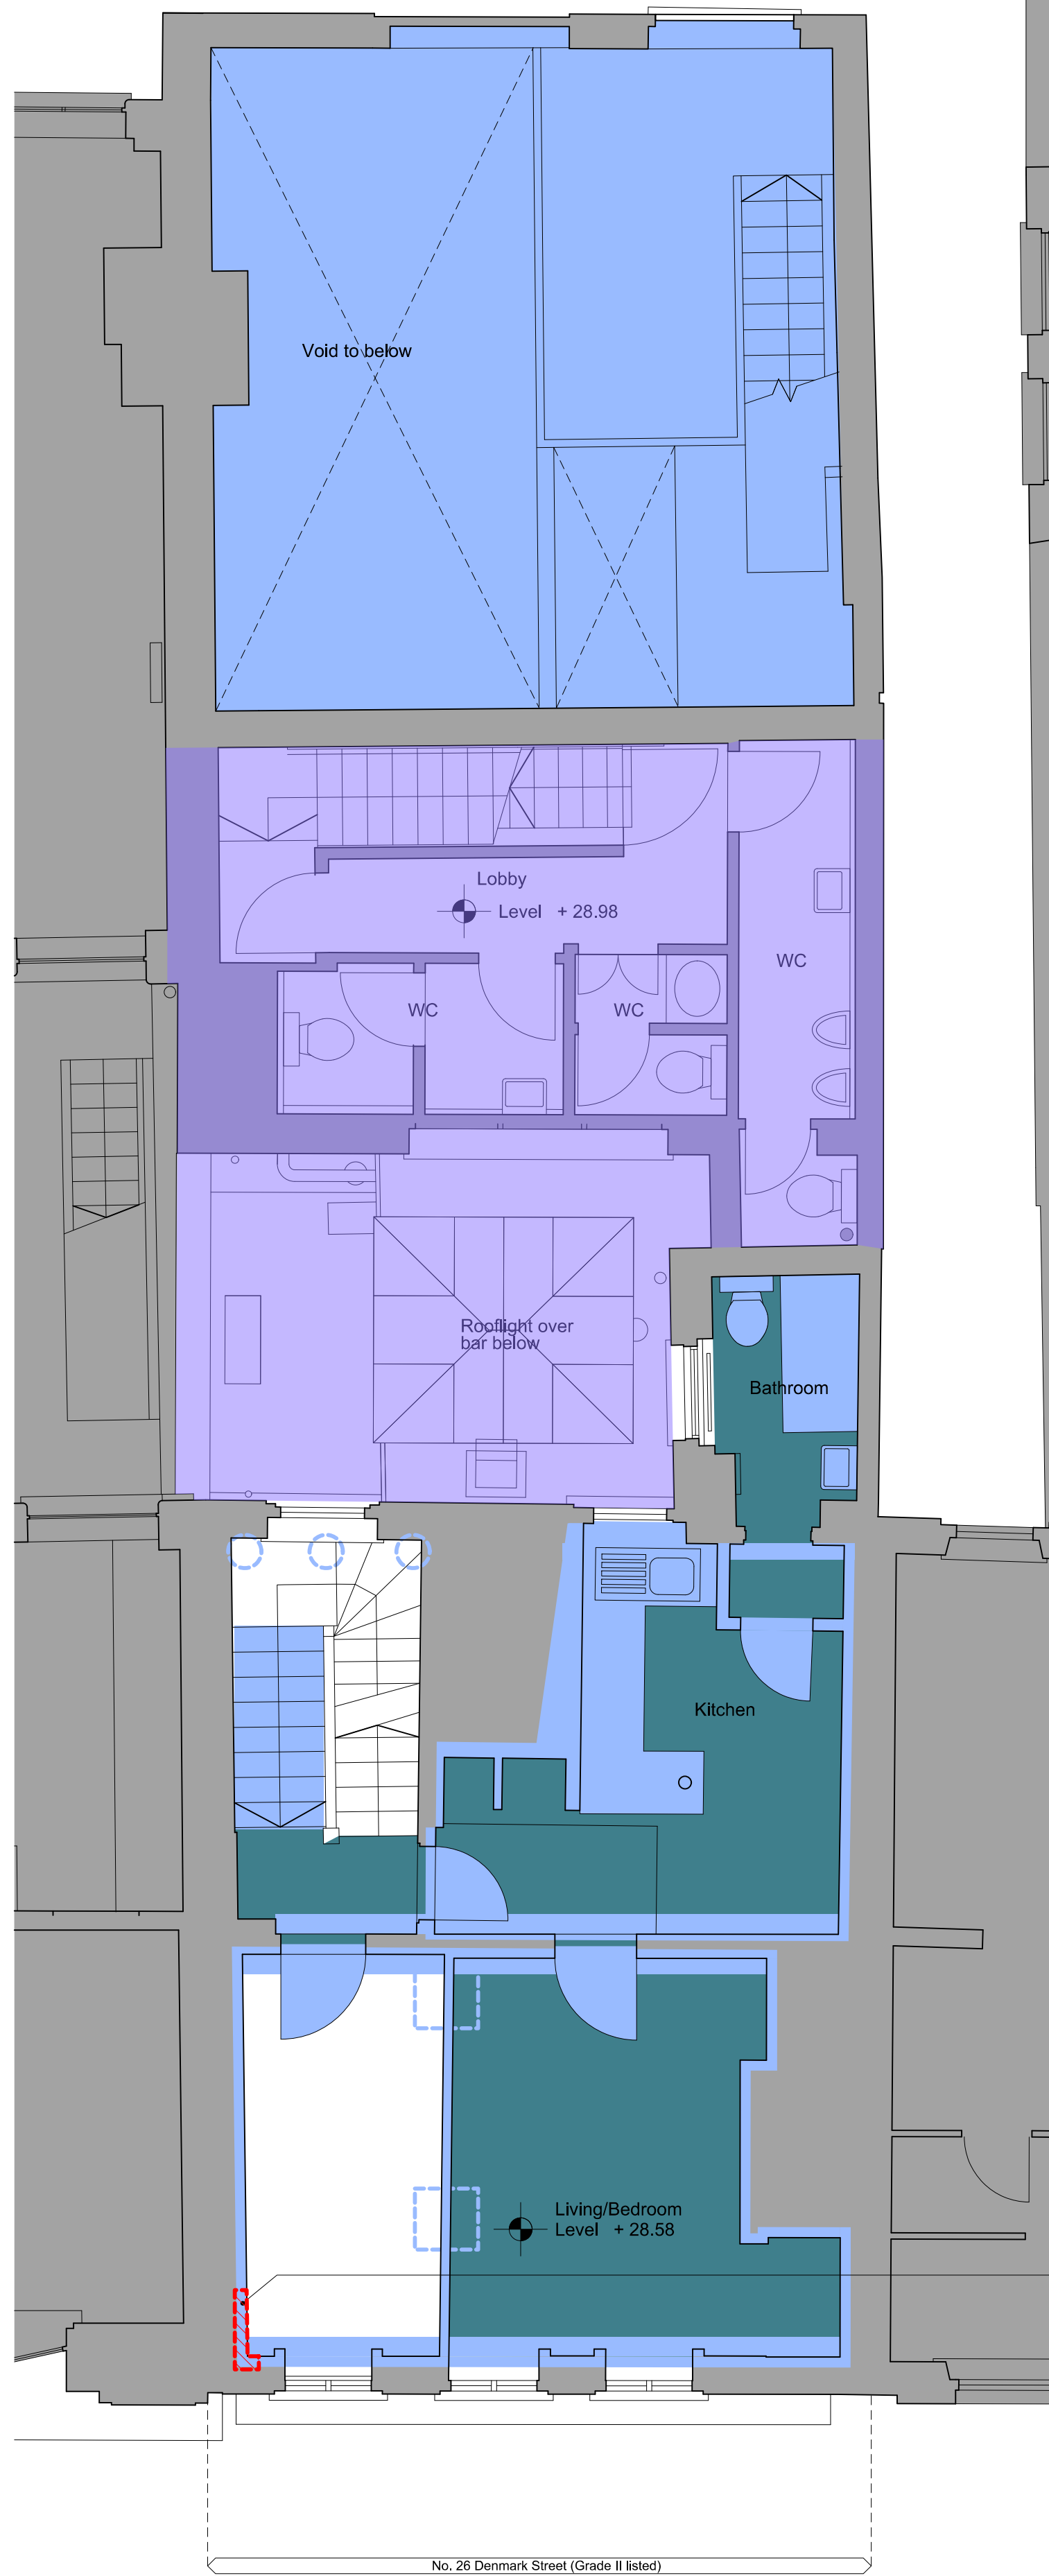 Void to below
Lobby
Level + 28.98
WC
WC
WC
Rooflight over
bar below
Bathroom
Kitchen
Living/Bedroom
Level + 28.58
No, 26 Denmark Street (Grade II listed)